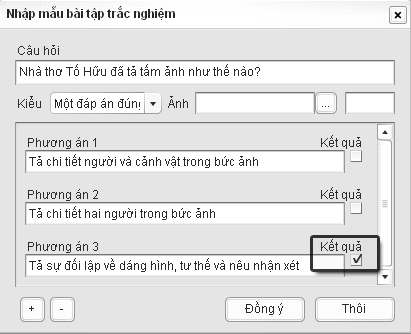 Nhập mẫu bài tập trắc nghiệm
Câu hỏi
Nhà thơ Tố Hữu đã tả tấm ảnh như thế nào?
Kiểu Một đáp án đúng Ảnh ...
Phương án 1 Kết quả
Tả chi tiết người và cảnh vật trong bức ảnh
Phương án 2 Kết quả
Tả chi tiết hai người trong bức ảnh
Phương án 3 Kết quả
Tả sự đối lập về dáng hình, tư thế và nêu nhận xét
+ - Đồng ý Thôi